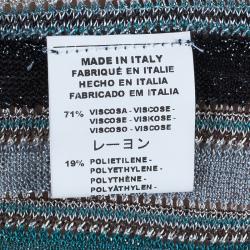 MADE IN ITALY
FABRIQUÉ EN ITALIE
HECHO EN ITALIA
FABRICADO EM ITALIA
71% VISCOSA - VISCOSE -
VISCOSE - VISKOSE -
VISCOSO - VISCOSE
レーヨン
19% POLIETILENE -
POLYETHYLENE -
POLYTHÈNE -
POLYÄTHYLEN -